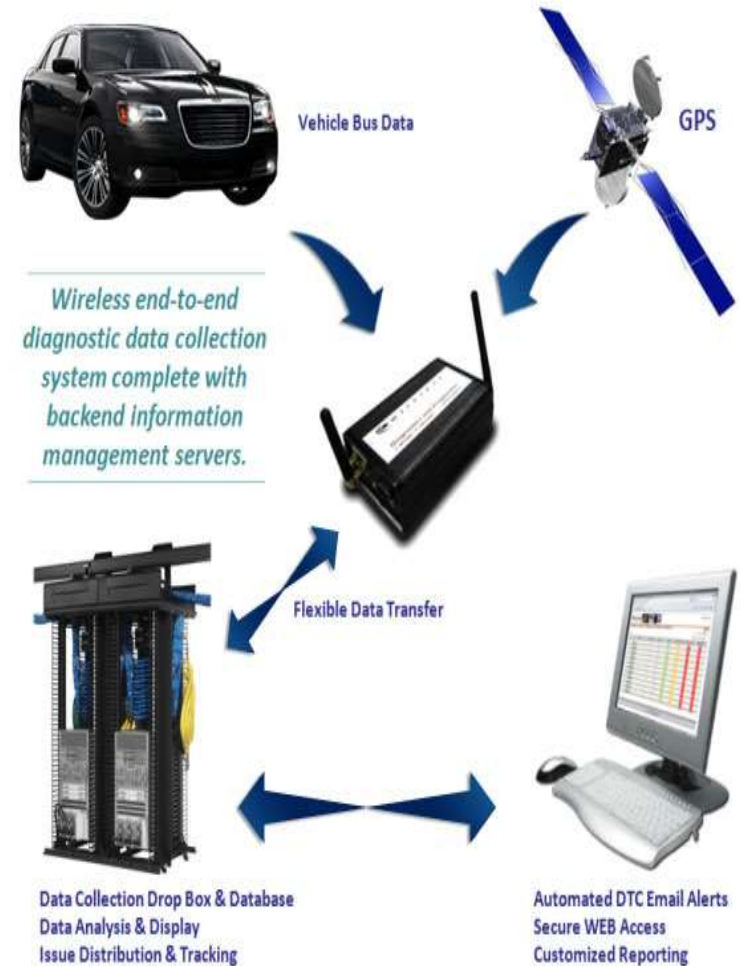 Vehicle Bus Data
GPS
Wireless end-to-end
diagnostic data collection
system complete with
backend information
management servers.
Flexible Data Transfer
Data Collection Drop Box & Database
Data Analysis & Display
Issue Distribution & Tracking
Automated DTC Email Alerts
Secure WEB Access
Customized Reporting